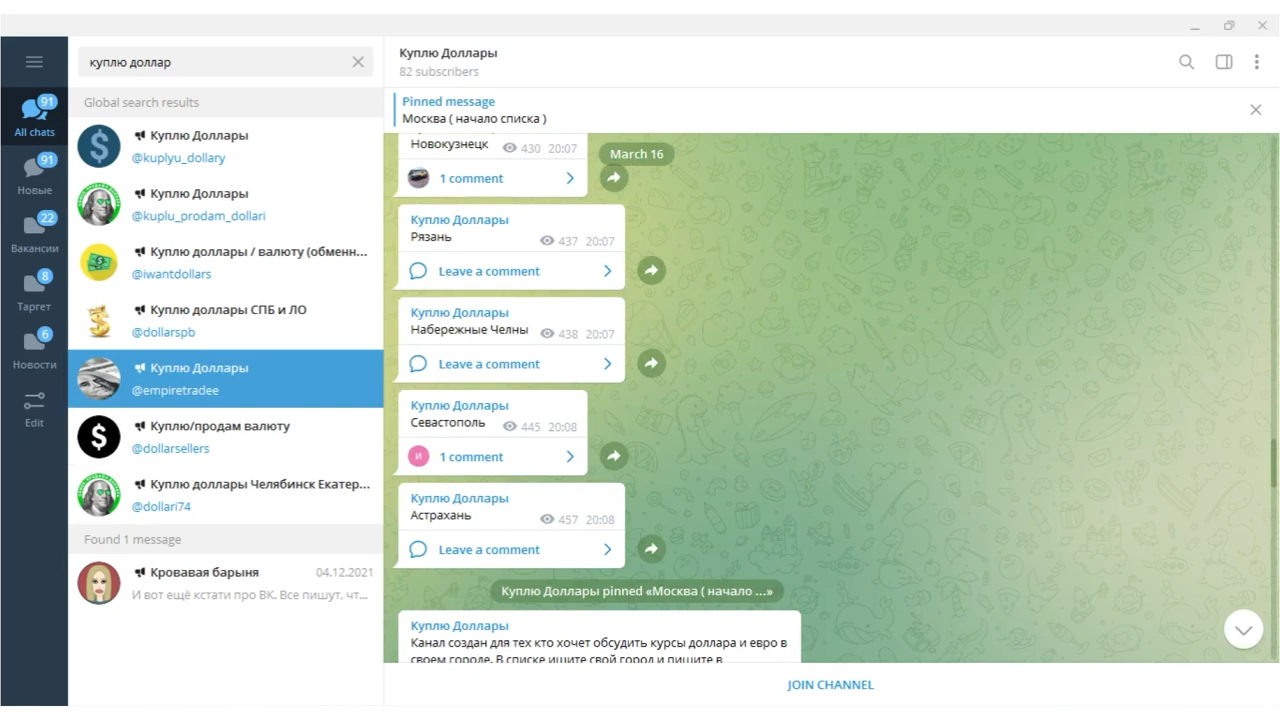 куплю доллар
Global search results
Куплю Доллары
@kuplyu_dollary
Куплю Доллары
@kuplu_prodam_dollari
Куплю доллары / валюту (обменн...
@iwantdollars
Куплю доллары СПБ и ЛО
@dollarspb
Куплю Доллары
@empiretradee
Куплю/продам валюту
@dollarsellers
Куплю доллары Челябинск Екатер...
@dollari74
Found 1 message
Кровавая барыня 04.12.2021
И вот ещё кстати про ВК. Все пишут, чт...
91
All chats
91
Новые
22
Вакансии
8
Таргет
6
Новости
Edit
Куплю Доллары
82 subscribers
Pinned message
Москва ( начало списка )
March 16
Новокузнецк 430 20:07
1 comment
Куплю Доллары
Рязань 437 20:07
Leave a comment
Куплю Доллары
Набережные Челны 438 20:07
Leave a comment
Куплю Доллары
Севастополь 445 20:08
И 1 comment
Куплю Доллары
Астрахань 457 20:08
Leave a comment
Куплю Доллары pinned «Москва ( начало ...»
Куплю Доллары
Канал создан для тех кто хочет обсудить курсы доллара и евро в
своем городе. В списке ищите свой город и пишите в
JOIN CHANNEL